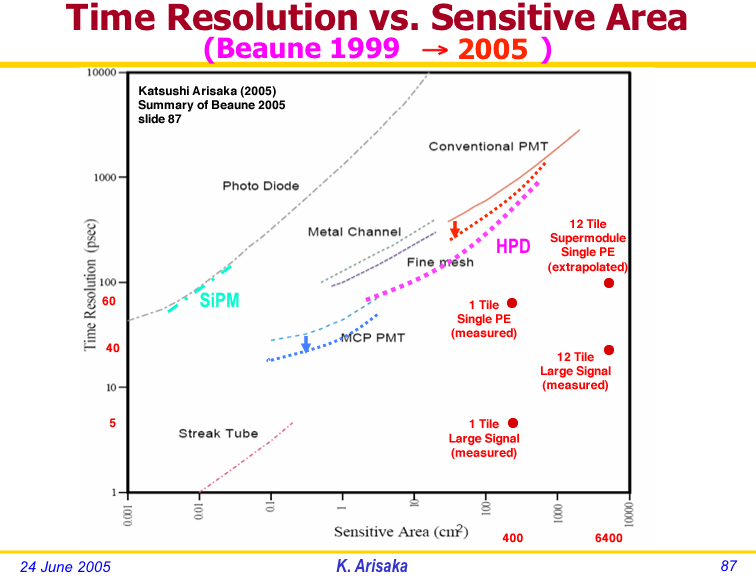 Time Resolution vs. Sensitive Area
(Beaune 1999 → 2005 )
10000
Katsushi Arisaka (2005)
Summary of Beaune 2005
slide 87
Conventional PMT
1000
Photo Diode
Metal Channel
12 Tile
Supermodule
Single PE
(extrapolated)
HPD
Fine mesh
Time Resolution (psec)
100
60
SiPM
1 Tile
Single PE
(measured)
40
MCP PMT
12 Tile
Large Signal
(measured)
10
5
Streak Tube
1 Tile
Large Signal
(measured)
1
0.001
0.01
0.1
1
10
100
1000
10000
Sensitive Area (cm²)
400
6400
24 June 2005
K. Arisaka
87